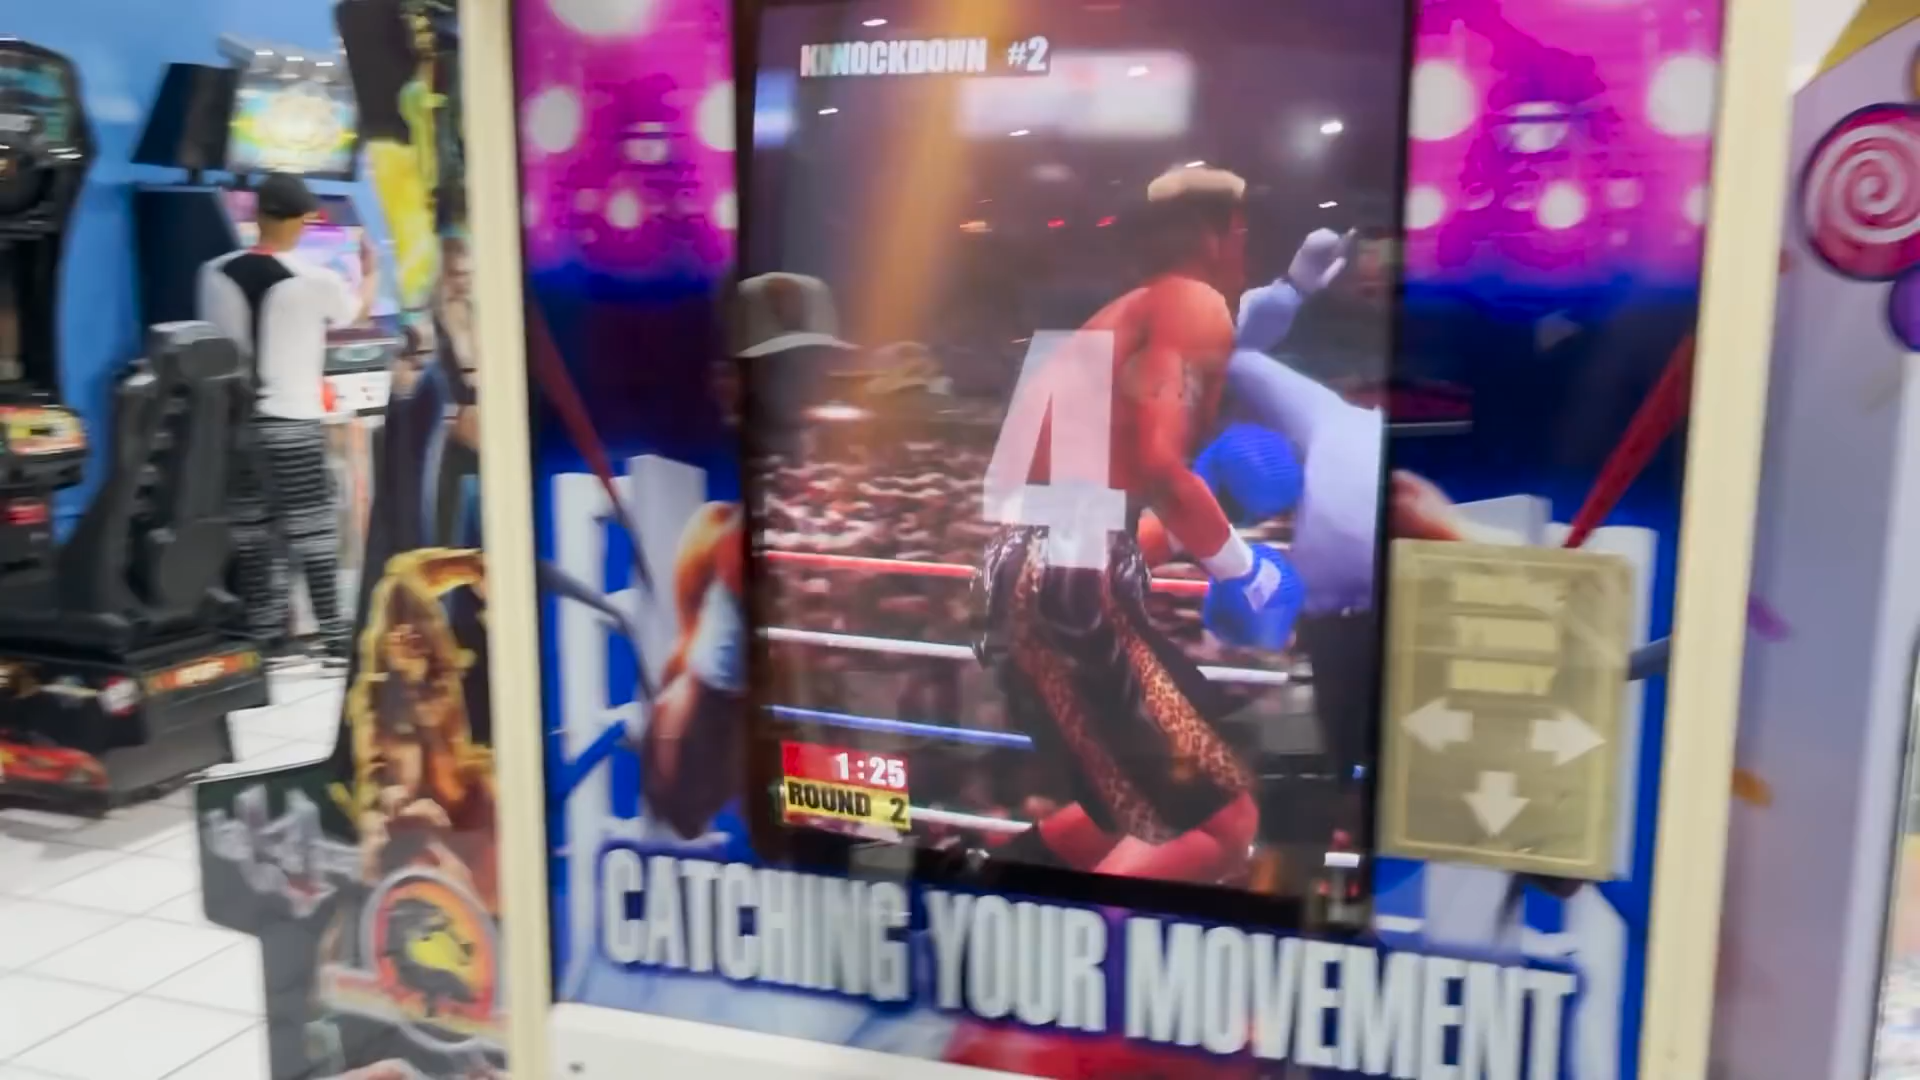 KNOCKDOWN #2
4
1:25
ROUND 2
CATCHING YOUR MOVEMENT